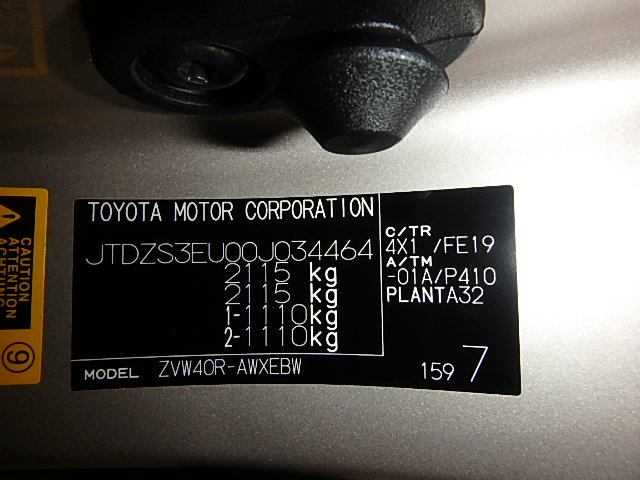 TOYOTA MOTOR CORPORATION
JTDZS3EU00J034464
2115 kg
2115 kg
1-1110kg
2-1110kg
MODEL ZVW40R-AWXEBW
C/TR
4X1 /FE19
A/TM
-01A/P410
PLANTA32
159 7
CAUTION
ATTENTION
ACHTUNG
9